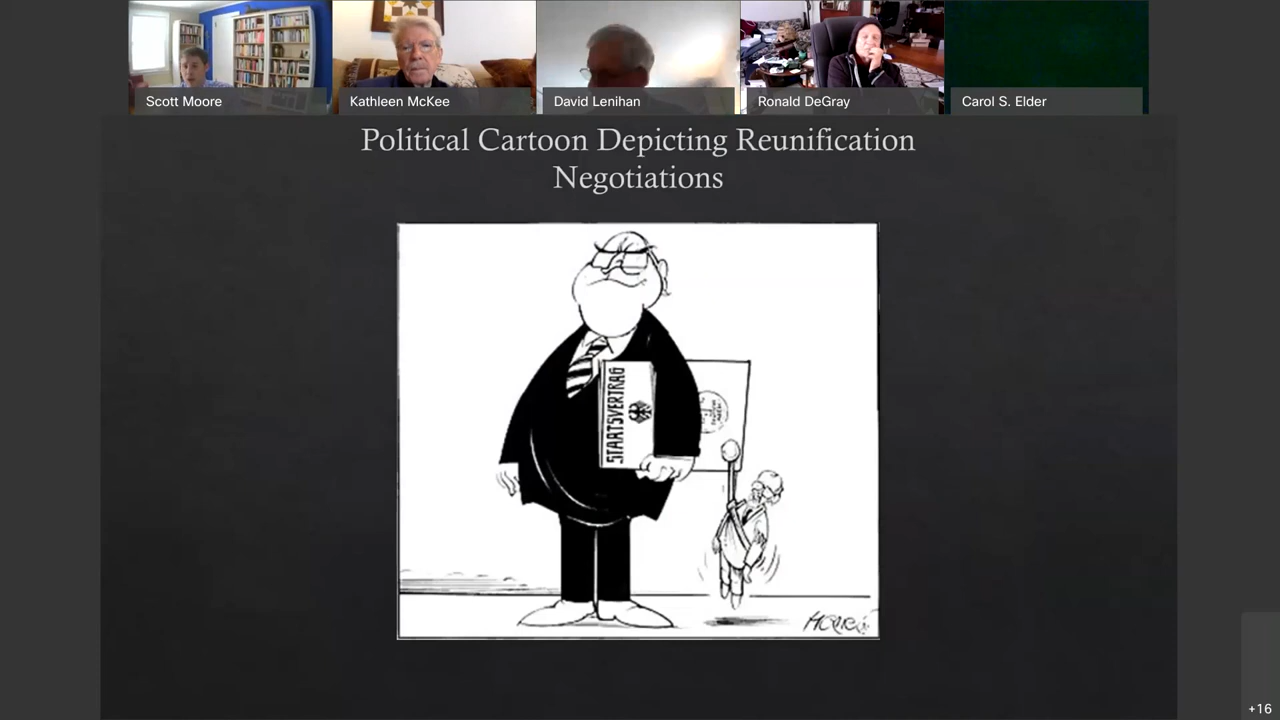 Scott Moore
Kathleen McKee
David Lenihan
Ronald DeGray
Carol S. Elder
Political Cartoon Depicting Reunification
Negotiations
STAATSVERTRAG
+16